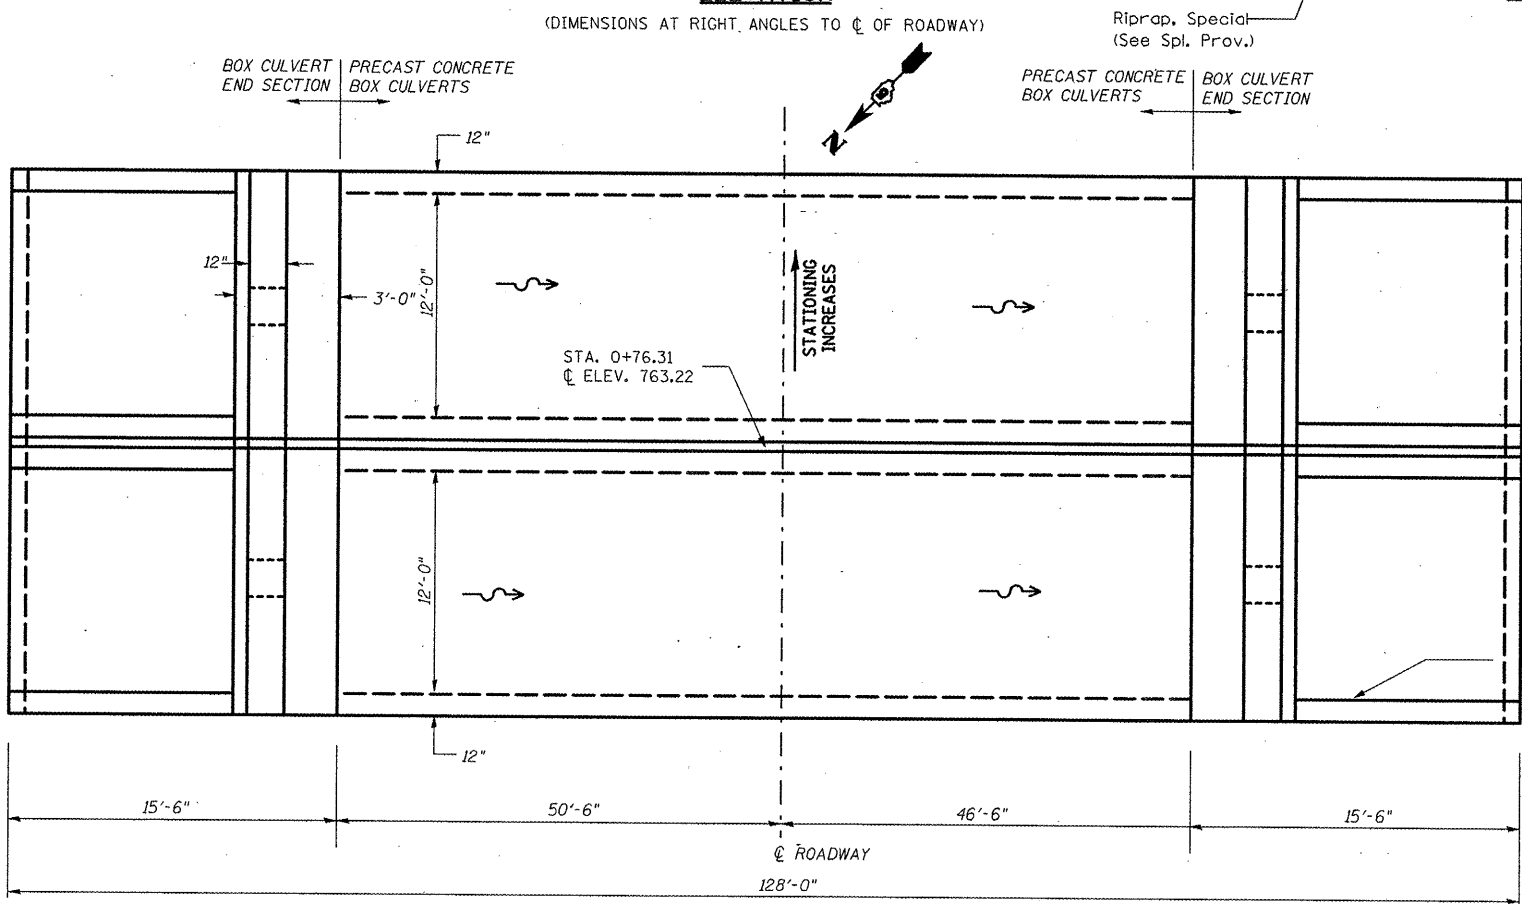 (DIMENSIONS AT RIGHT ANGLES TO ℄ OF ROADWAY)
Riprap, Special
(See Spl. Prov.)
BOX CULVERT
END SECTION
PRECAST CONCRETE
BOX CULVERTS
PRECAST CONCRETE
BOX CULVERTS
BOX CULVERT
END SECTION
N
12"
12"
3'-0"
12'-0"
STATIONING
INCREASES
STA. 0+76.31
℄ ELEV. 763.22
12'-0"
12"
15'-6"
50'-6"
46'-6"
15'-6"
℄ ROADWAY
128'-0"